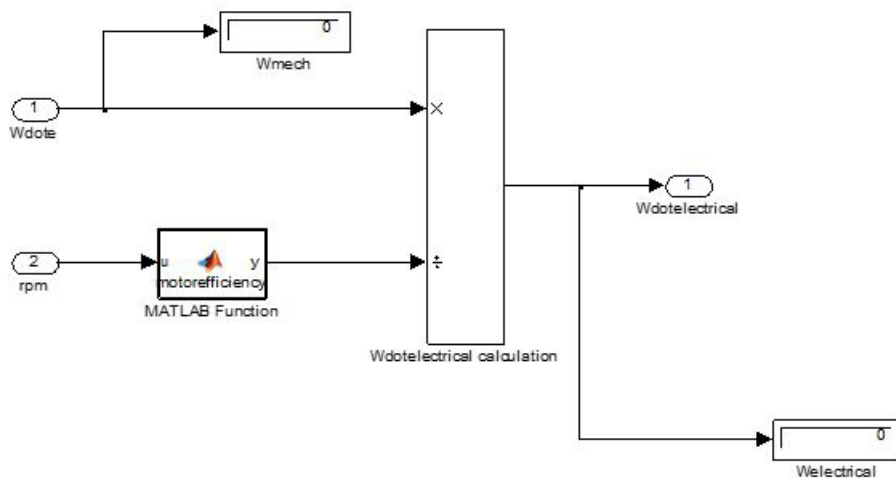 0
Wmech
1
Wdote
×
1
Wdotelectrical
2
rpm
u
y
motorefficiency
MATLAB Function
÷
Wdotelectrical calculation
0
Welectrical